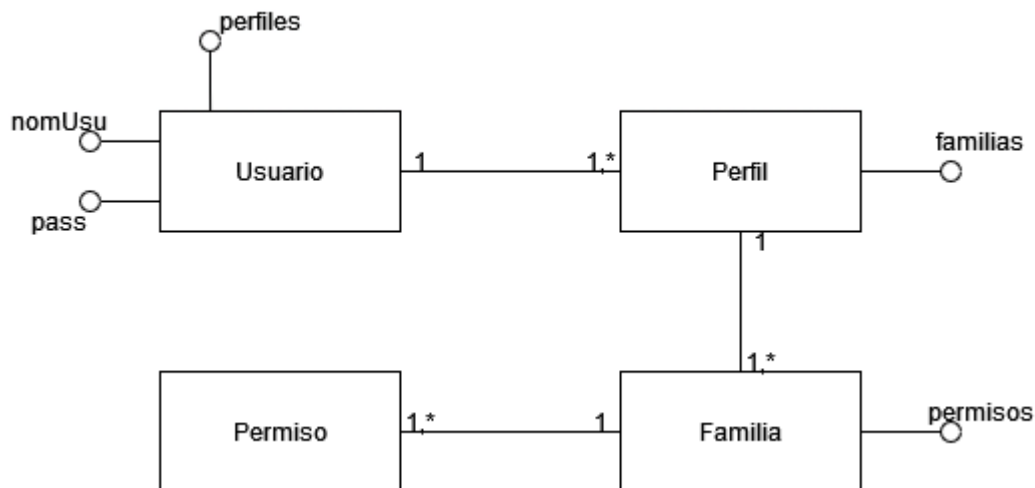 perfiles
nomUsu
pass
Usuario
1
1,*
Perfil
familias
1
1,*
Permiso
1,*
1
Familia
permisos